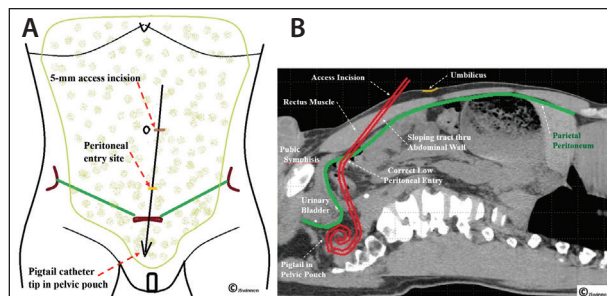 A
5-mm access incision
Peritoneal
entry site
Pigtail catheter
tip in pelvic pouch
B
Access Incision
Umbilicus
Rectus Muscle
Sloping tract thru
Abdominal Wall
Parietal
Peritoneum
Pubic
Symphisis
Correct Low
Peritoneal Entry
Urinary
Bladder
Pigtail in
Pelvic Pouch